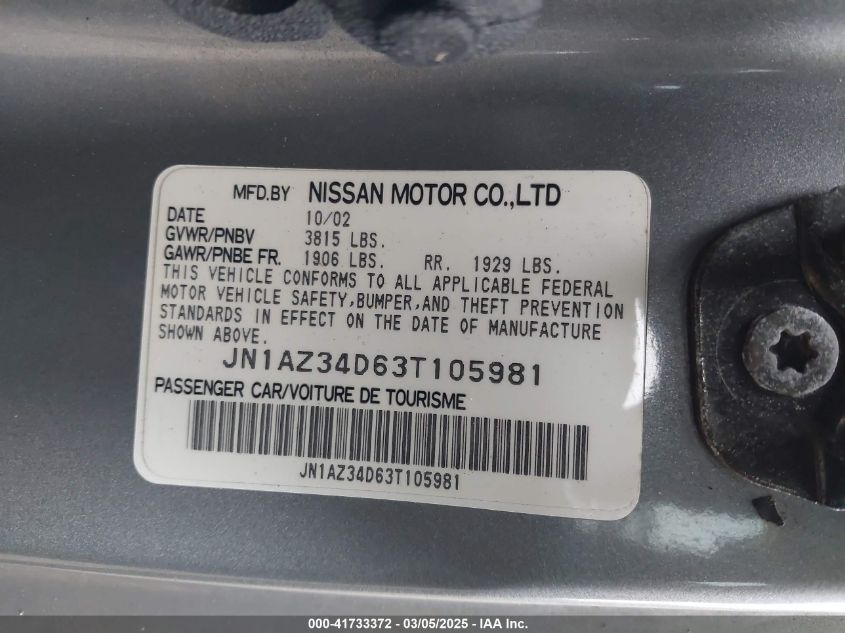 MFD.BY NISSAN MOTOR CO.,LTD
DATE 10/02
GVWR/PNBV 3815 LBS.
GAWR/PNBE FR. 1906 LBS. RR. 1929 LBS.
THIS VEHICLE CONFORMS TO ALL APPLICABLE FEDERAL
MOTOR VEHICLE SAFETY,BUMPER,AND THEFT PREVENTION
STANDARDS IN EFFECT ON THE DATE OF MANUFACTURE
SHOWN ABOVE.
JN1AZ34D63T105981
PASSENGER CAR/VOITURE DE TOURISME
JN1AZ34D63T105981
000-41733372 | 03/05/2025 - IAA Inc.